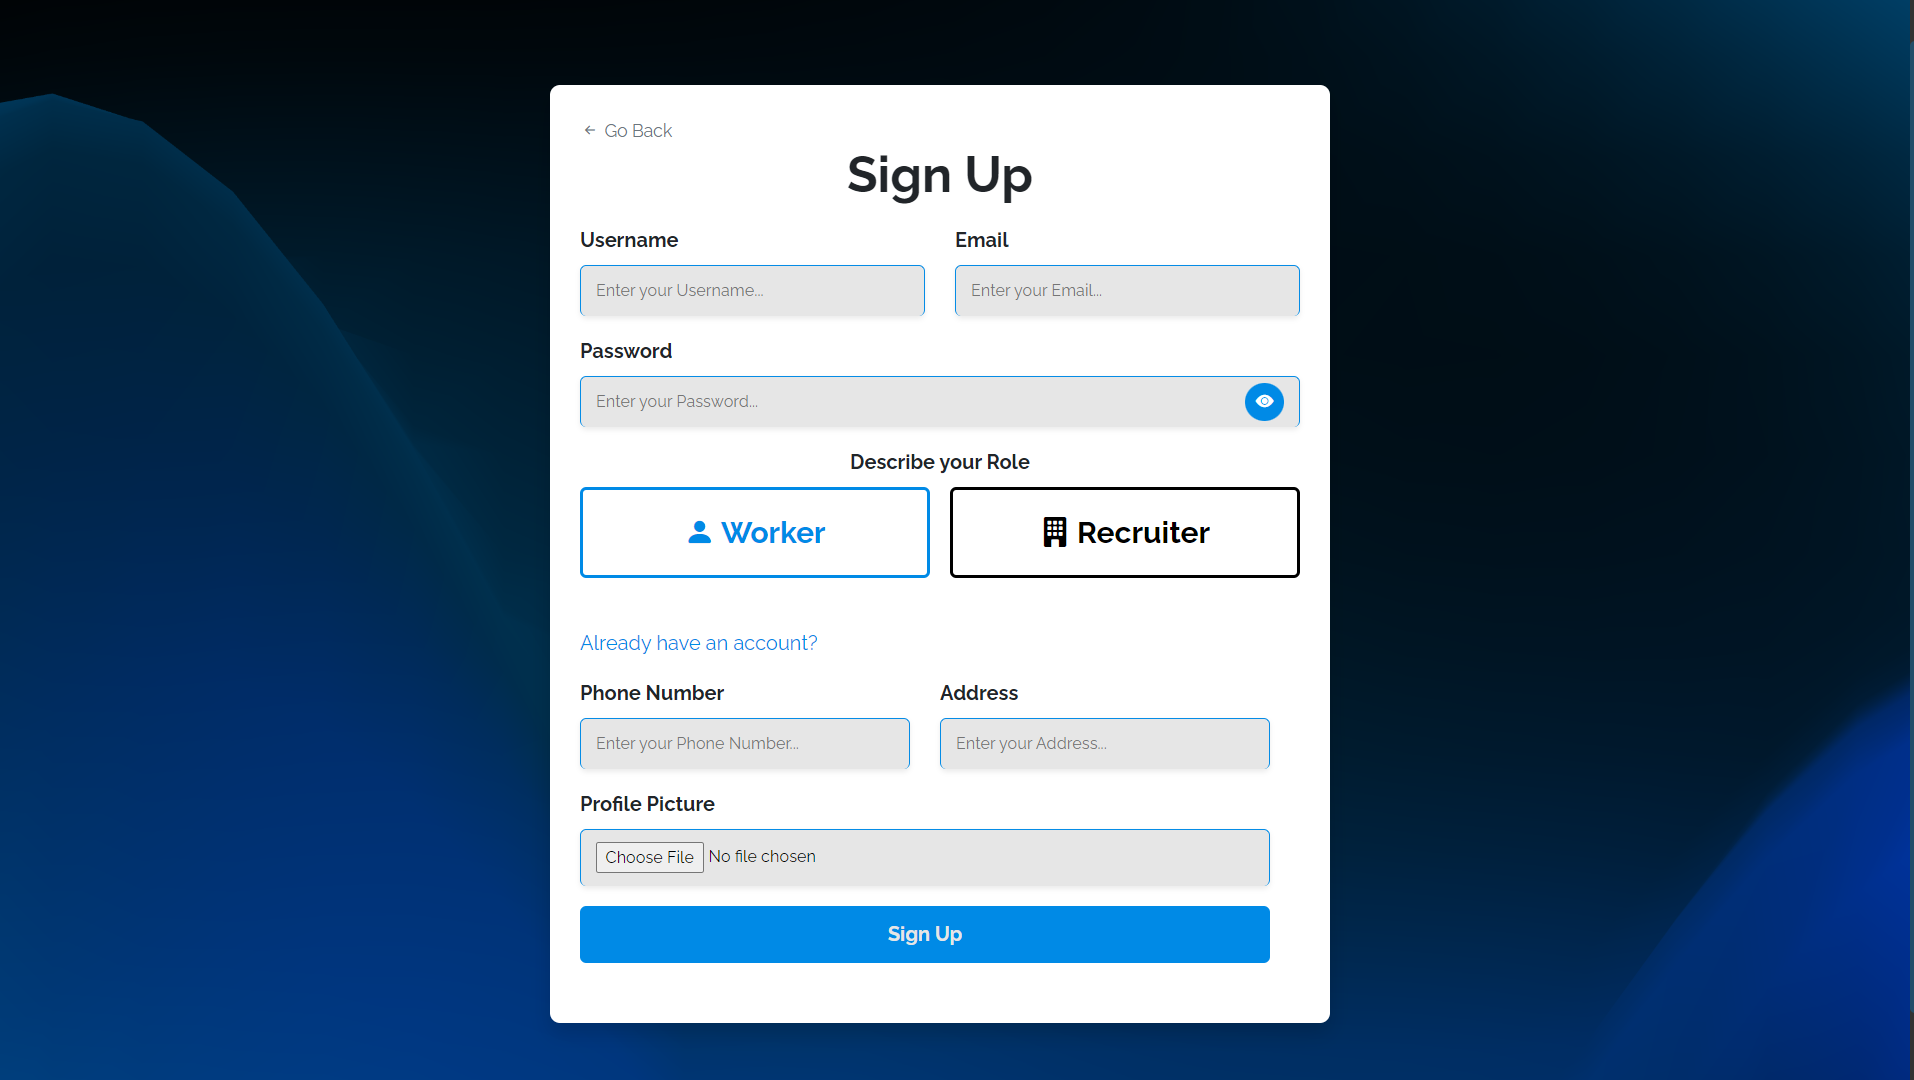 Go Back
Sign Up
Username Email
Enter your Username... Enter your Email...
Password
Enter your Password...
Describe your Role
Worker Recruiter
Already have an account?
Phone Number Address
Enter your Phone Number... Enter your Address...
Profile Picture
Choose File No file chosen
Sign Up